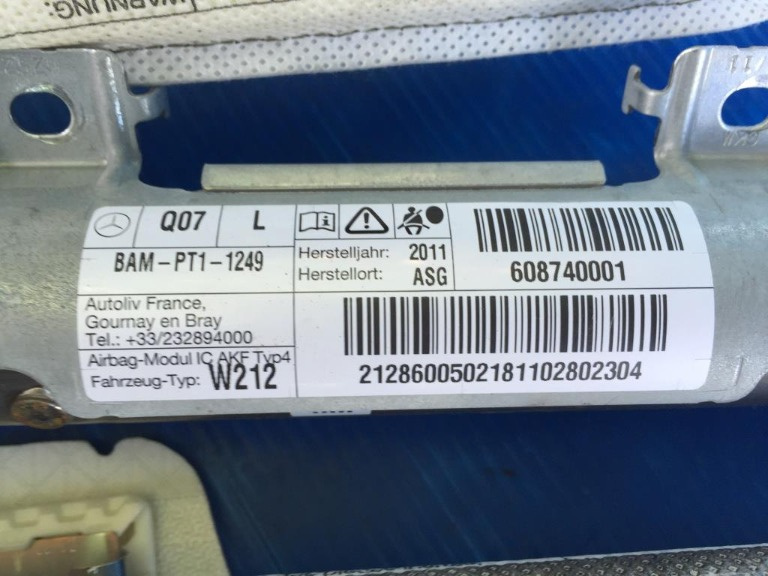 WARNUNG:
Q07 L
BAM-PT1-1249
Autoliv France,
Gournay en Bray
Tel.: +33/232894000
Airbag-Modul IC AKF Typ4
Fahrzeug-Typ: W212
Herstelljahr: 2011
Herstellort: ASG
608740001
2128600502181102802304